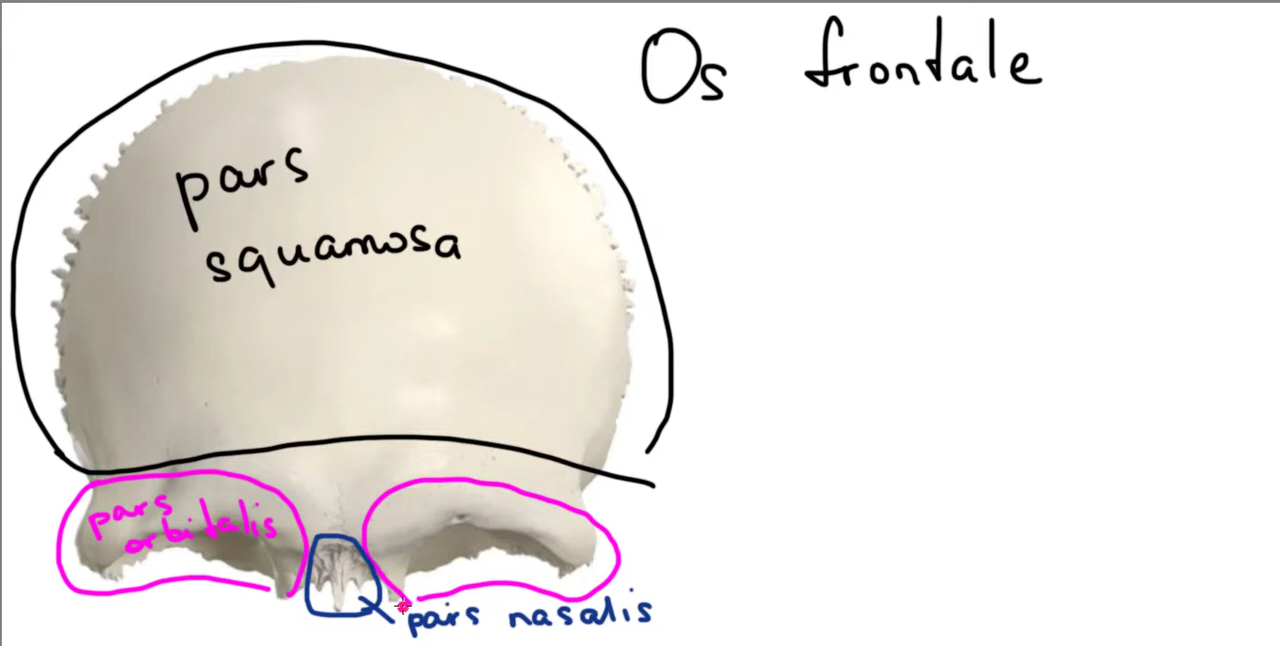 Os frontale
pars
squamosa
pars
orbitalis
pars nasalis